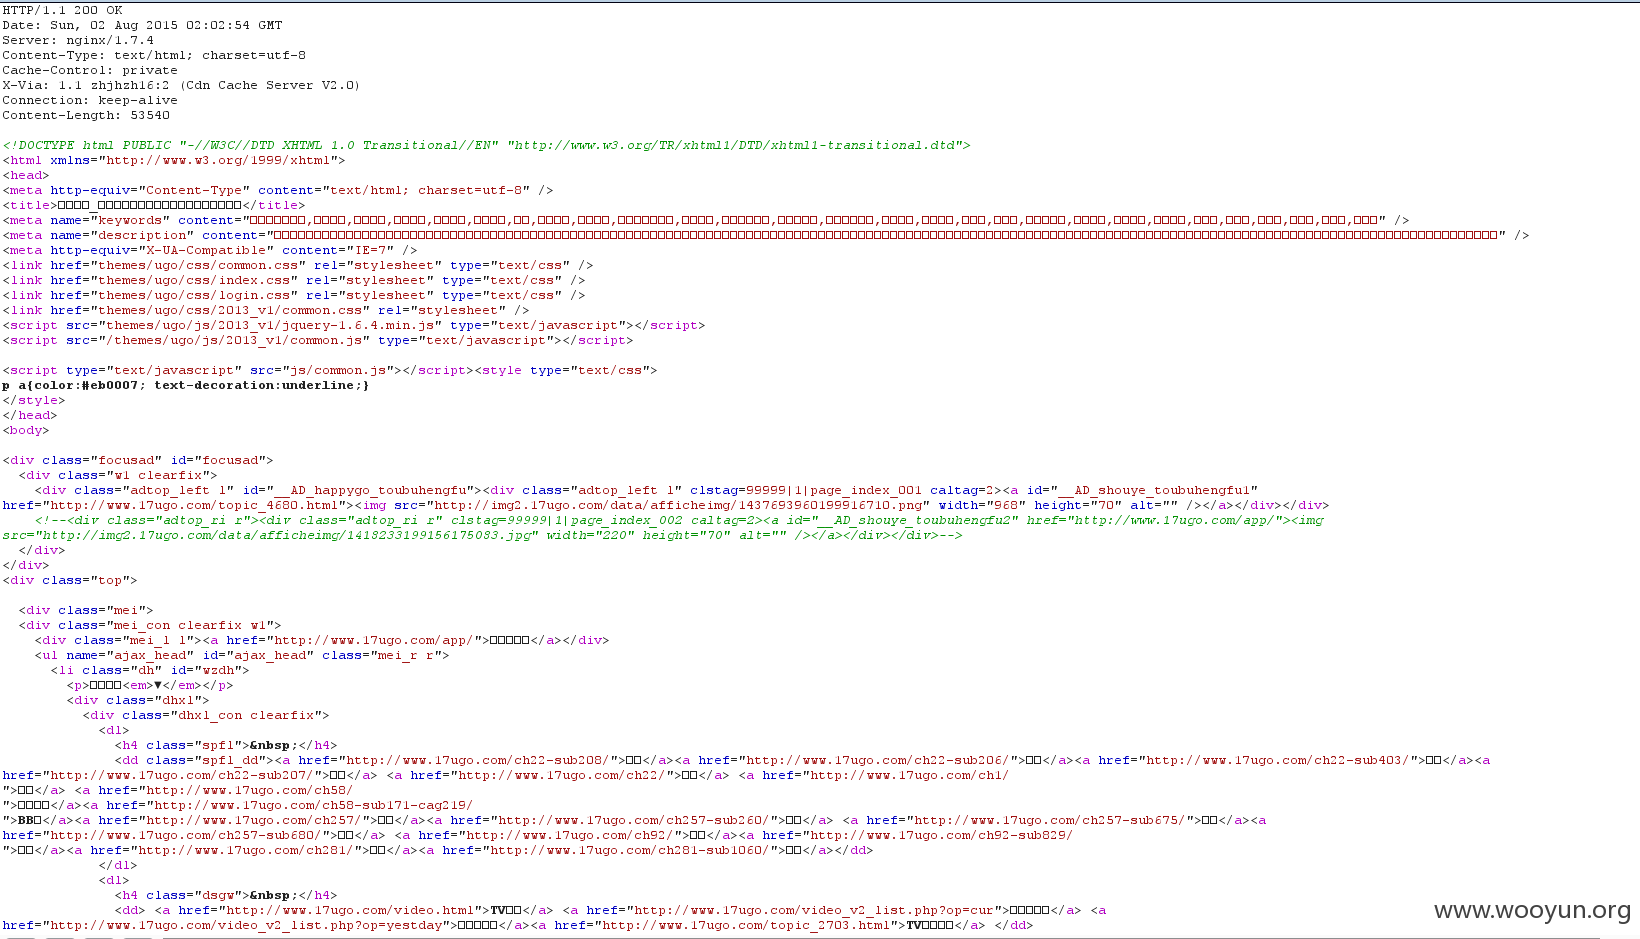 HTTP/1.1 200 OK
Date: Sun, 02 Aug 2015 02:02:54 GMT
Server: nginx/1.7.4
Content-Type: text/html; charset=utf-8
Cache-Control: private
X-Via: 1.1 zhjhzh16:2 (Cdn Cache Server V2.0)
Connection: keep-alive
Content-Length: 53540
<!DOCTYPE html PUBLIC "-//W3C//DTD XHTML 1.0 Transitional//EN" "http://www.w3.org/TR/xhtml1/DTD/xhtml1-transitional.dtd">
<html xmlns="http://www.w3.org/1999/xhtml">
<head>
<meta http-equiv="Content-Type" content="text/html; charset=utf-8" />
<title>_</title>
<meta name="keywords" content="" />
<meta name="description" content="" />
<meta http-equiv="X-UA-Compatible" content="IE=7" />
<link href="themes/ugo/css/common.css" rel="stylesheet" type="text/css" />
<link href="themes/ugo/css/index.css" rel="stylesheet" type="text/css" />
<link href="themes/ugo/css/login.css" rel="stylesheet" type="text/css" />
<link href="themes/ugo/css/2013_v1/common.css" rel="stylesheet" />
<script src="themes/ugo/js/2013_v1/jquery-1.6.4.min.js" type="text/javascript"></script>
<script src="/themes/ugo/js/2013_v1/common.js" type="text/javascript"></script>
<script type="text/javascript" src="js/common.js"></script><style type="text/css">
p a{color:#eb0007; text-decoration:underline;}
</style>
</head>
<body>
<div class="focusad" id="focusad">
<div class="w1 clearfix">
<div class="adtop_left l" id="__AD_happygo_toubuhengfu"><div class="adtop_left l" clstag=99999|1|page_index_001 caltag=2><a id="__AD_shouye_toubuhengfu1"
href="http://www.17ugo.com/topic_4680.html"><img src="http://img2.17ugo.com/data/afficheimg/1437693960199916710.png" width="968" height="70" alt="" /></a></div></div>
<!--<div class="adtop_ri r"><div class="adtop_ri r" clstag=99999|1|page_index_002 caltag=2><a id="__AD_shouye_toubuhengfu2" href="http://www.17ugo.com/app/"><img
src="http://img2.17ugo.com/data/afficheimg/1418233199156175083.jpg" width="220" height="70" alt="" /></a></div></div>-->
</div>
</div>
<div class="top">
<div class="mei">
<div class="mei_con clearfix w1">
<div class="mei_l l"><a href="http://www.17ugo.com/app/"></a></div>
<ul name="ajax_head" id="ajax_head" class="mei_r r">
<li class="dh" id="wzdh">
<p><em>▼</em></p>
<div class="dhxl">
<div class="dhxl_con clearfix">
<dl>
<h4 class="spfl">&nbsp;</h4>
<dd class="spfl_dd"><a href="http://www.17ugo.com/ch22-sub208/"></a><a href="http://www.17ugo.com/ch22-sub206/"></a><a href="http://www.17ugo.com/ch22-sub403/"></a><a
href="http://www.17ugo.com/ch22-sub207/"></a> <a href="http://www.17ugo.com/ch22/"></a> <a href="http://www.17ugo.com/ch1/
"></a> <a href="http://www.17ugo.com/ch58/
"></a><a href="http://www.17ugo.com/ch58-sub171-cag219/
">BB</a><a href="http://www.17ugo.com/ch257/"></a><a href="http://www.17ugo.com/ch257-sub260/"></a> <a href="http://www.17ugo.com/ch257-sub675/"></a><a
href="http://www.17ugo.com/ch257-sub680/"></a> <a href="http://www.17ugo.com/ch92/"></a><a href="http://www.17ugo.com/ch92-sub829/
"></a><a href="http://www.17ugo.com/ch281/"></a><a href="http://www.17ugo.com/ch281-sub1060/"></a></dd>
</dl>
<dl>
<h4 class="dsgw">&nbsp;</h4>
<dd> <a href="http://www.17ugo.com/video.html">TV</a> <a href="http://www.17ugo.com/video_v2_list.php?op=cur"></a> <a
href="http://www.17ugo.com/video_v2_list.php?op=yestday"></a><a href="http://www.17ugo.com/topic_2703.html">TV</a> </dd>
www.wooyun.org